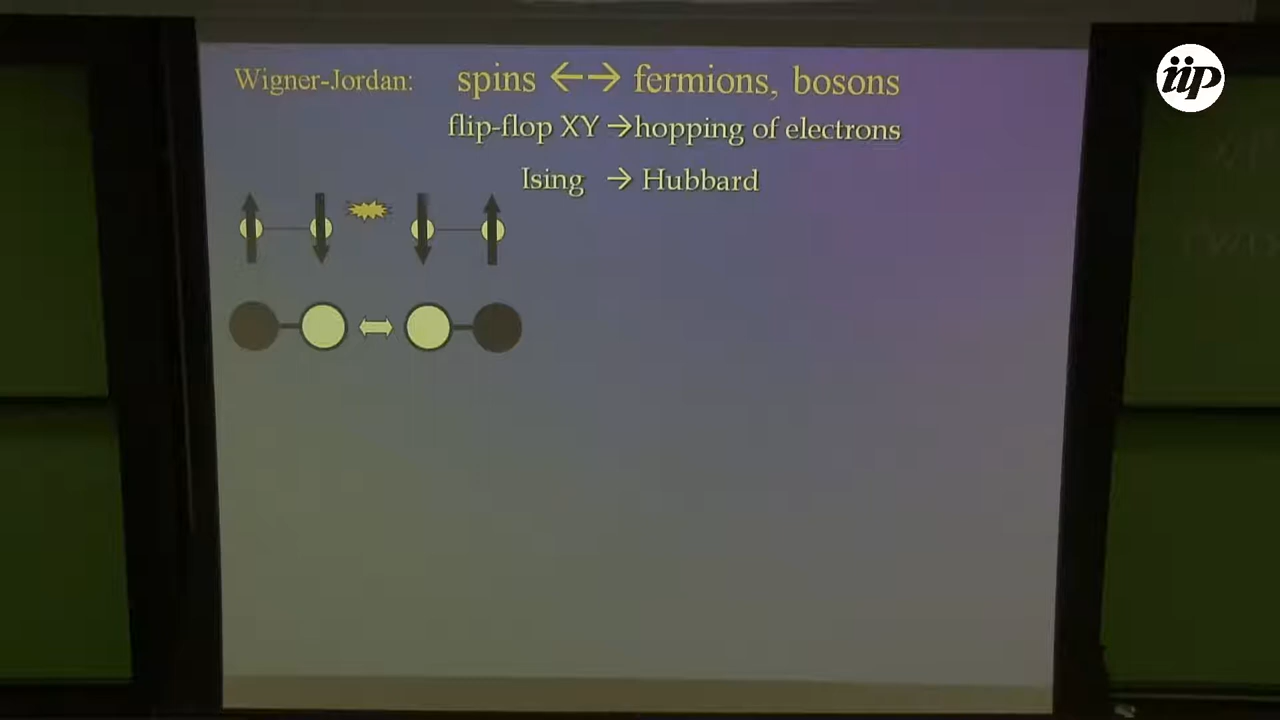 iip
Wigner-Jordan: spins ←→ fermions, bosons
flip-flop XY →hopping of electrons
Ising → Hubbard